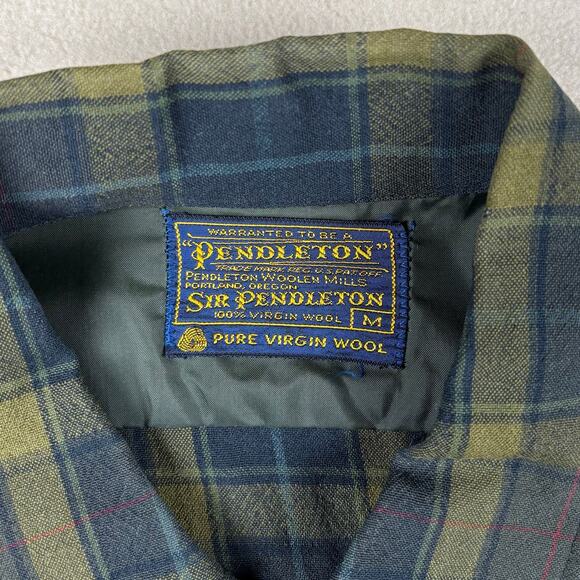 WARRANTED TO BE A
"PENDLETON"
TRADE MARK REG. U.S. PAT. OFF.
PENDLETON WOOLEN MILLS
PORTLAND, OREGON
SIR PENDLETON
100% VIRGIN WOOL
M
PURE VIRGIN WOOL